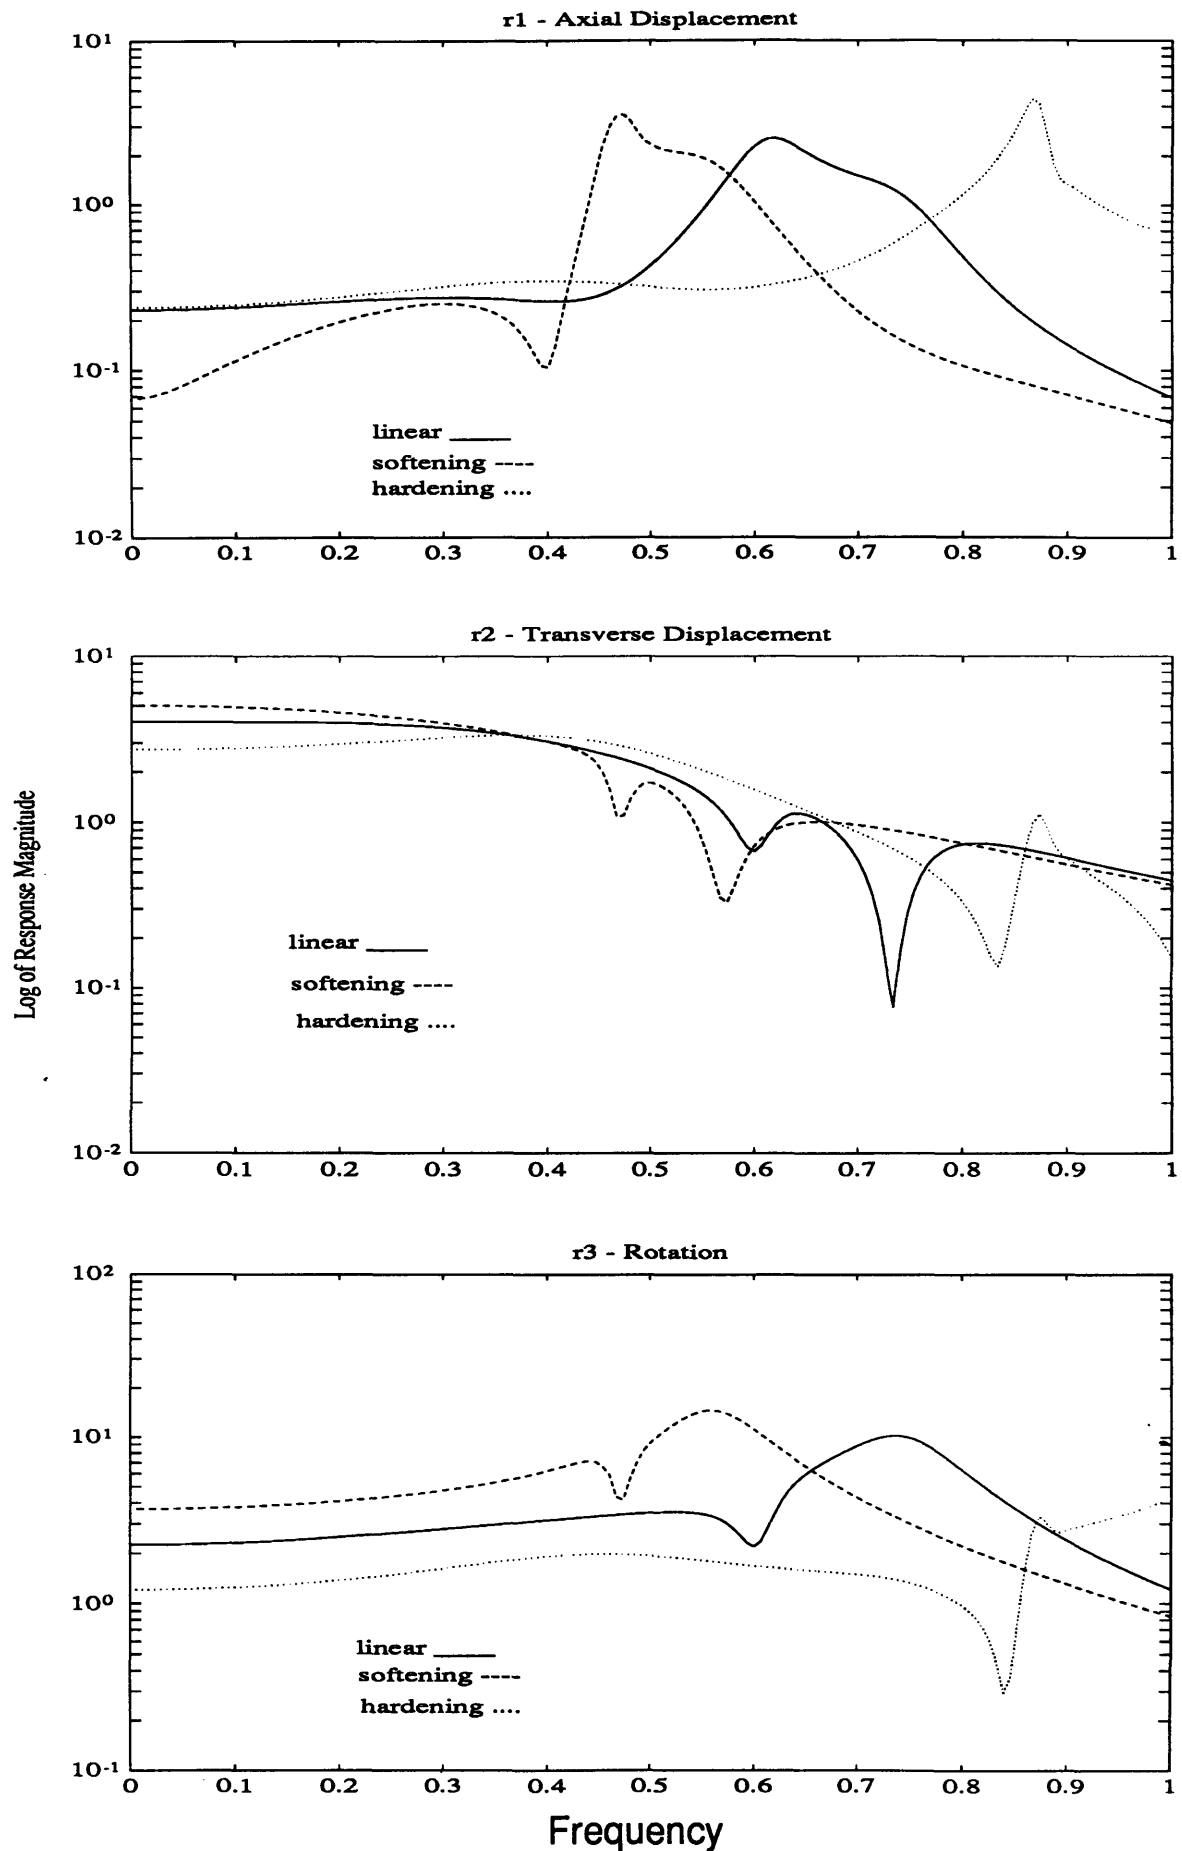 r1 - Axial Displacement
10¹
10⁰
10⁻¹
10⁻²
linear
softening ----
hardening ....
0 0.1 0.2 0.3 0.4 0.5 0.6 0.7 0.8 0.9 1
r2 - Transverse Displacement
10¹
10⁰
10⁻¹
10⁻²
Log of Response Magnitude
linear
softening ----
hardening ....
0 0.1 0.2 0.3 0.4 0.5 0.6 0.7 0.8 0.9 1
r3 - Rotation
10²
10¹
10⁰
10⁻¹
linear
softening ----
hardening ....
0 0.1 0.2 0.3 0.4 0.5 0.6 0.7 0.8 0.9 1
Frequency